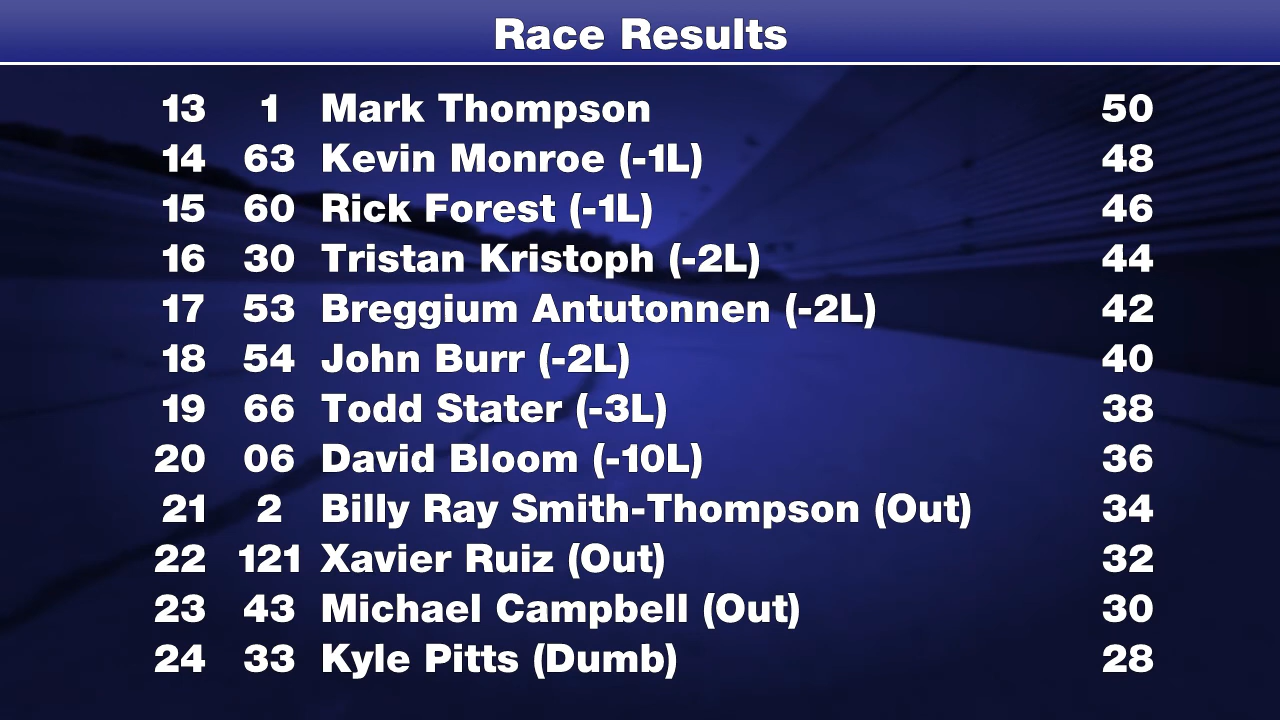 Race Results
13 1 Mark Thompson 50
14 63 Kevin Monroe (-1L) 48
15 60 Rick Forest (-1L) 46
16 30 Tristan Kristoph (-2L) 44
17 53 Breggium Antutonnen (-2L) 42
18 54 John Burr (-2L) 40
19 66 Todd Stater (-3L) 38
20 06 David Bloom (-10L) 36
21 2 Billy Ray Smith-Thompson (Out) 34
22 121 Xavier Ruiz (Out) 32
23 43 Michael Campbell (Out) 30
24 33 Kyle Pitts (Dumb) 28